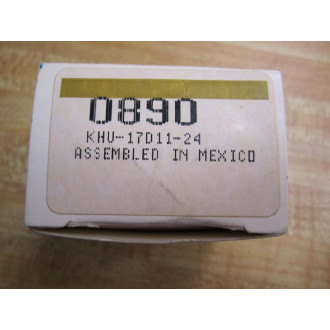 0890
KHU-17D11-24
ASSEMBLED IN MEXICO